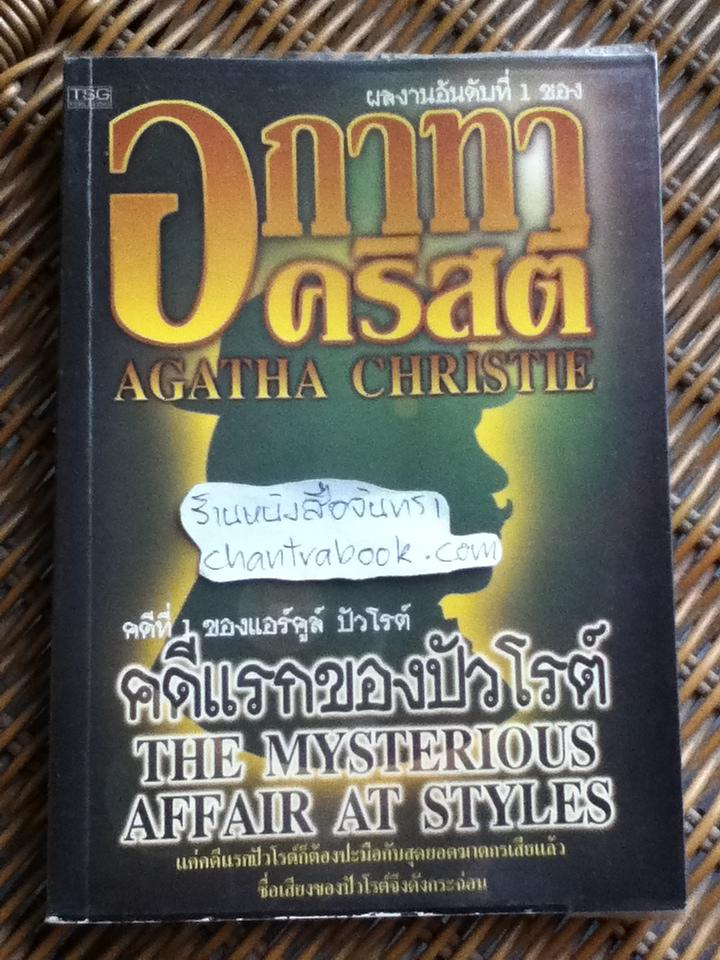 TSG
ผลงานอันดับที่ 1 ของ
อกาทา
คริสตี
AGATHA CHRISTIE
ร้านหนังสือจันทรา
chantrabook.com
คดีที่ 1 ของแอร์คูล์ ปัวโรต์
คดีแรกของปัวโรต์
THE MYSTERIOUS
AFFAIR AT STYLES
แค่คดีแรกปัวโรต์ก็ต้องปะมือกับสุดยอดฆาตกรเสียแล้ว
ชื่อเสียงของปัวโรต์จึงดังกระฉ่อน